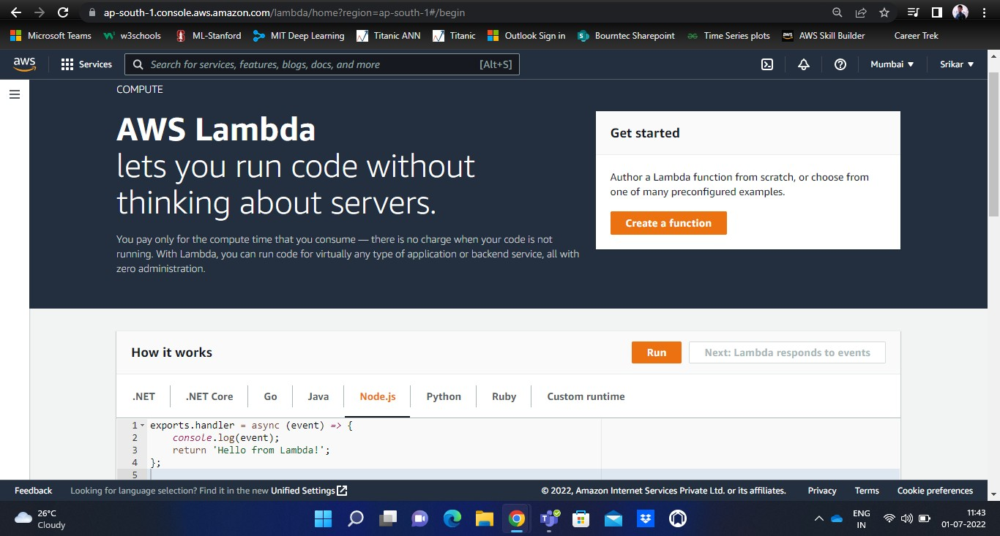 ap-south-1.console.aws.amazon.com/lambda/home?region=ap-south-1#/begin
Microsoft Teams w3schools ML-Stanford MIT Deep Learning Titanic ANN Titanic Outlook Sign in Bourntec Sharepoint Time Series plots aws AWS Skill Builder Career Trek
aws Services Search for services, features, blogs, docs, and more [Alt+S] Mumbai ▼ Srikar ▼
COMPUTE
AWS Lambda
lets you run code without
thinking about servers.
You pay only for the compute time that you consume — there is no charge when your code is not
running. With Lambda, you can run code for virtually any type of application or backend service, all with
zero administration.
Get started
Author a Lambda function from scratch, or choose from
one of many preconfigured examples.
Create a function
How it works Run Next: Lambda responds to events
.NET .NET Core Go Java Node.js Python Ruby Custom runtime
1 exports.handler = async (event) => {
2 console.log(event);
3 return 'Hello from Lambda!';
4 };
5
Feedback Looking for language selection? Find it in the new Unified Settings © 2022, Amazon Internet Services Private Ltd. or its affiliates. Privacy Terms Cookie preferences
26°C
Cloudy
ENG
IN
11:43
01-07-2022